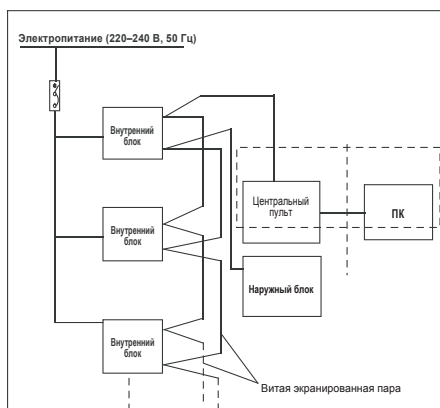 Электропитание (220–240 В, 50 Гц)
Внутренний
блок
Центральный
пульт
ПК
Внутренний
блок
Наружный блок
Внутренний
блок
Витая экранированная пара